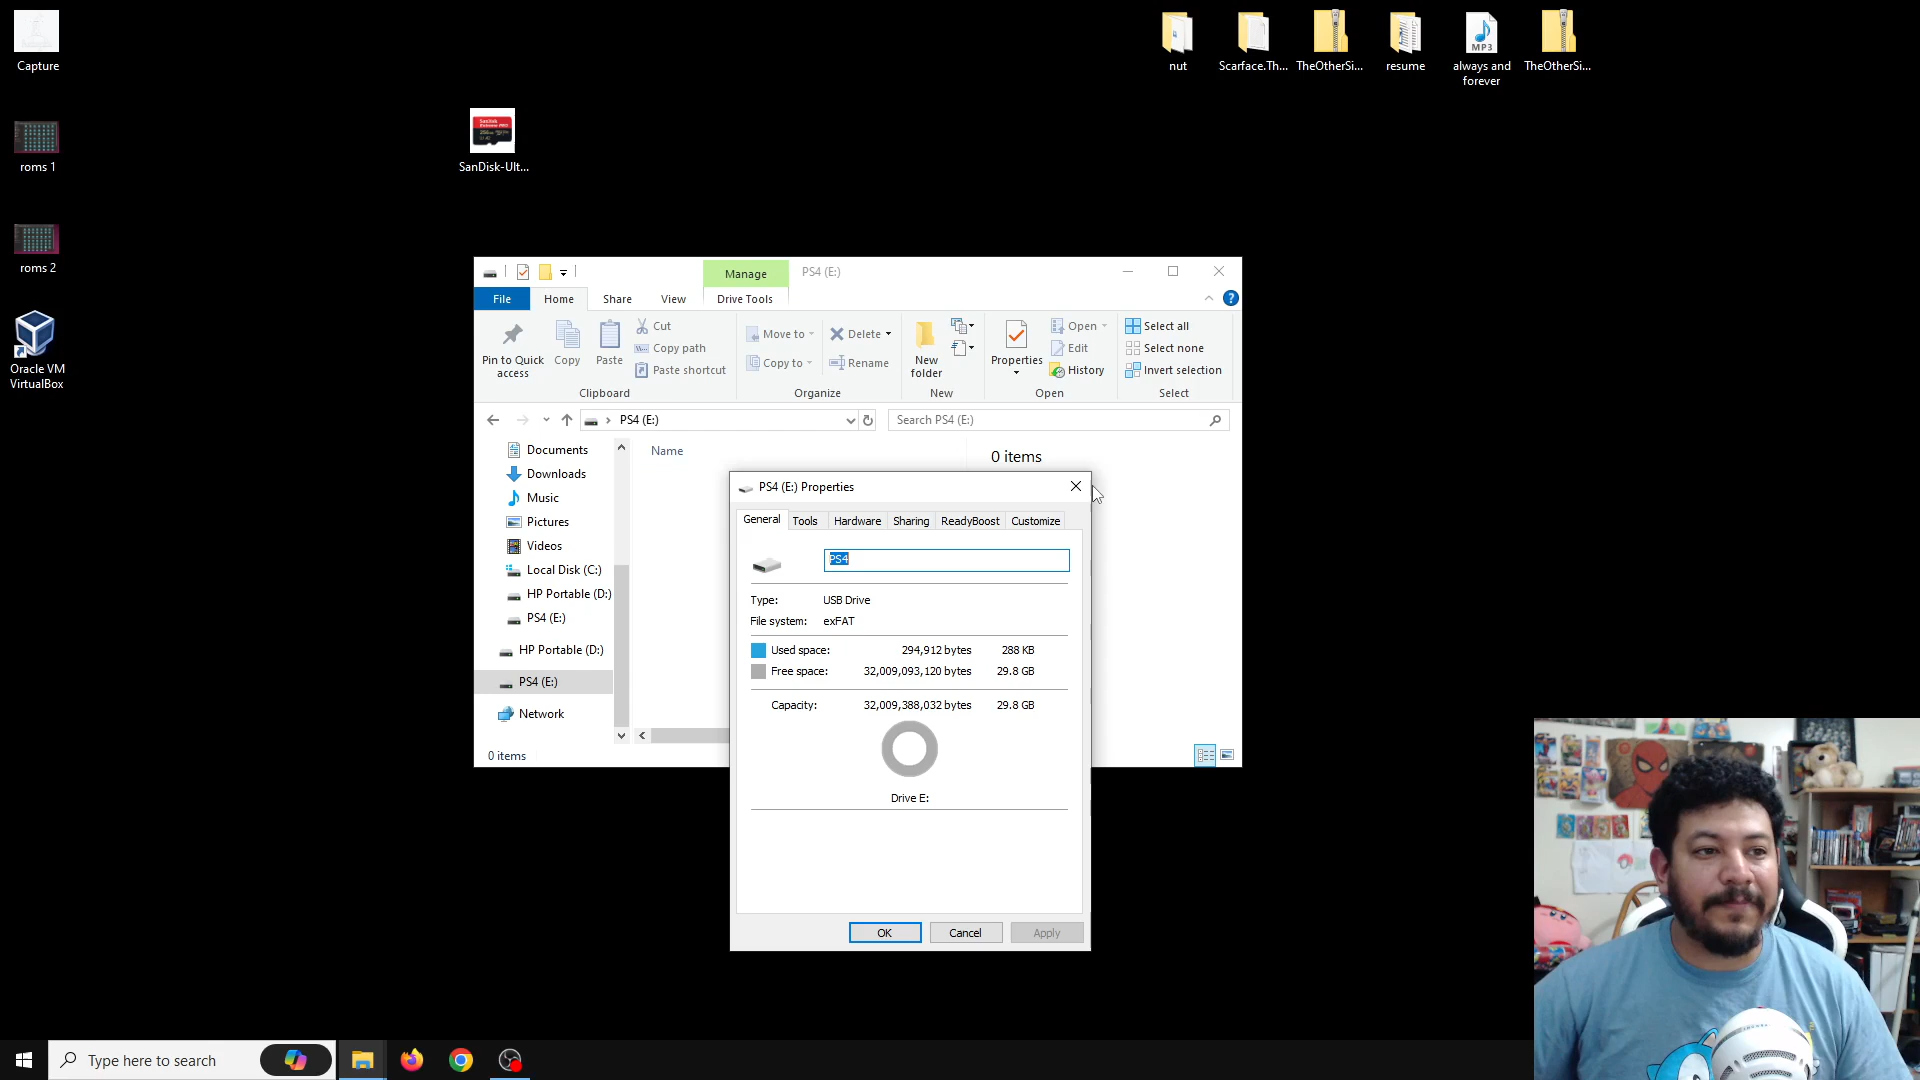 Capture
nut
Scarface.Th...
TheOtherSi...
resume
always and
forever
TheOtherSi...
MP3
roms 1
SanDisk
Extreme PRO
SanDisk-Ult...
roms 2
Oracle VM
VirtualBox
Manage
PS4 (E:)
File
Home
Share
View
Drive Tools
?
Pin to Quick
access
Copy
Paste
Cut
Copy path
Paste shortcut
Clipboard
Move to
Copy to
Delete
Rename
Organize
New
folder
New
Properties
Open
Edit
History
Open
Select all
Select none
Invert selection
Select
PS4 (E:)
Search PS4 (E:)
Documents
Downloads
Music
Pictures
Videos
Local Disk (C:)
HP Portable (D:)
PS4 (E:)
HP Portable (D:)
PS4 (E:)
Network
Name
0 items
0 items
PS4 (E:) Properties
General
Tools
Hardware
Sharing
ReadyBoost
Customize
PS4
Type: USB Drive
File system: exFAT
Used space: 294,912 bytes 288 KB
Free space: 32,009,093,120 bytes 29.8 GB
Capacity: 32,009,388,032 bytes 29.8 GB
Drive E:
OK
Cancel
Apply
Type here to search